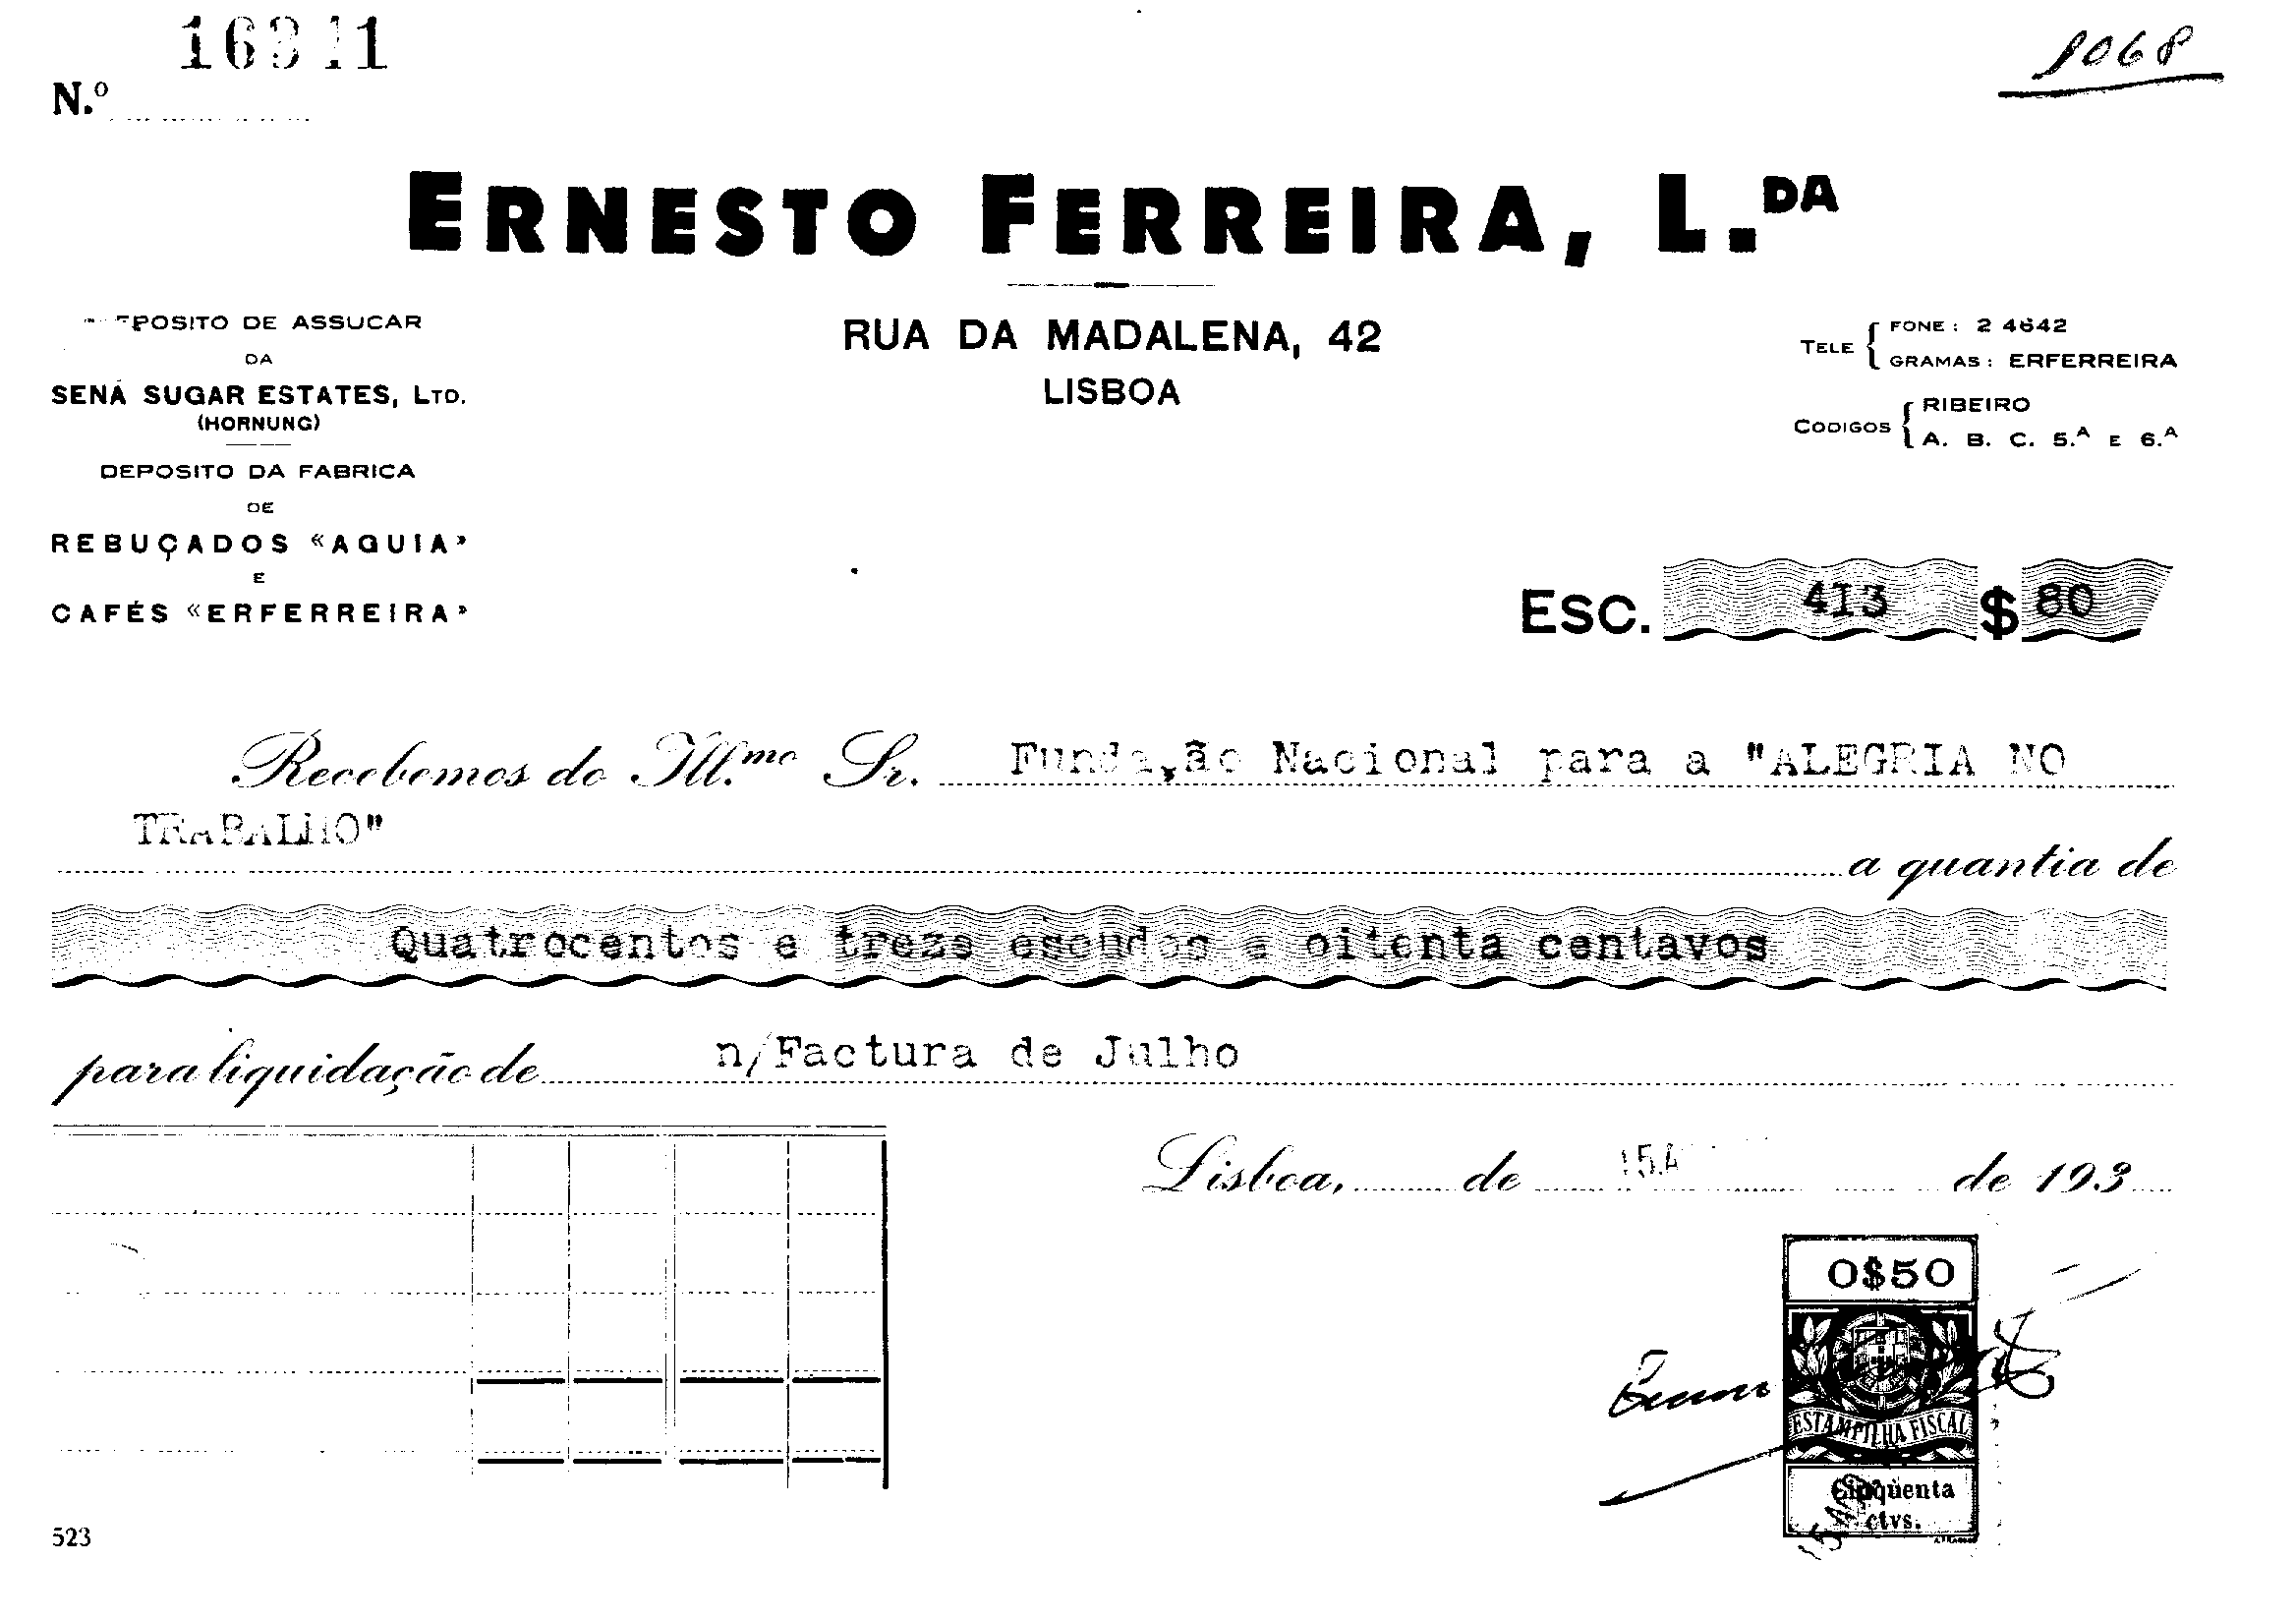 1068
N.º
ERNESTO FERREIRA, L.DA
DEPOSITO DE ASSUCAR
DA
SENA SUGAR ESTATES, LTD.
(HORNUNG)
DEPOSITO DA FABRICA
DE
REBUÇADOS «AGUIA»
E
CAFÉS «ERFERREIRA»
RUA DA MADALENA, 42
LISBOA
TELE { FONE: 2 4642
GRAMAS: ERFERREIRA
CODIGOS { RIBEIRO
A. B. C. 5.A E 6.A
ESC. 413 $ 80
Recebemos do Ill.mo Sr. Fundação Nacional para a "ALEGRIA NO
TRABALHO"
a quantia de
Quatrocentos e treze escudos e oitenta centavos
para liquidação de n/Factura de Julho
Lisboa, de de 193
0$50
ESTAMPILHA FISCAL
Cinqüenta
ctvs.
523